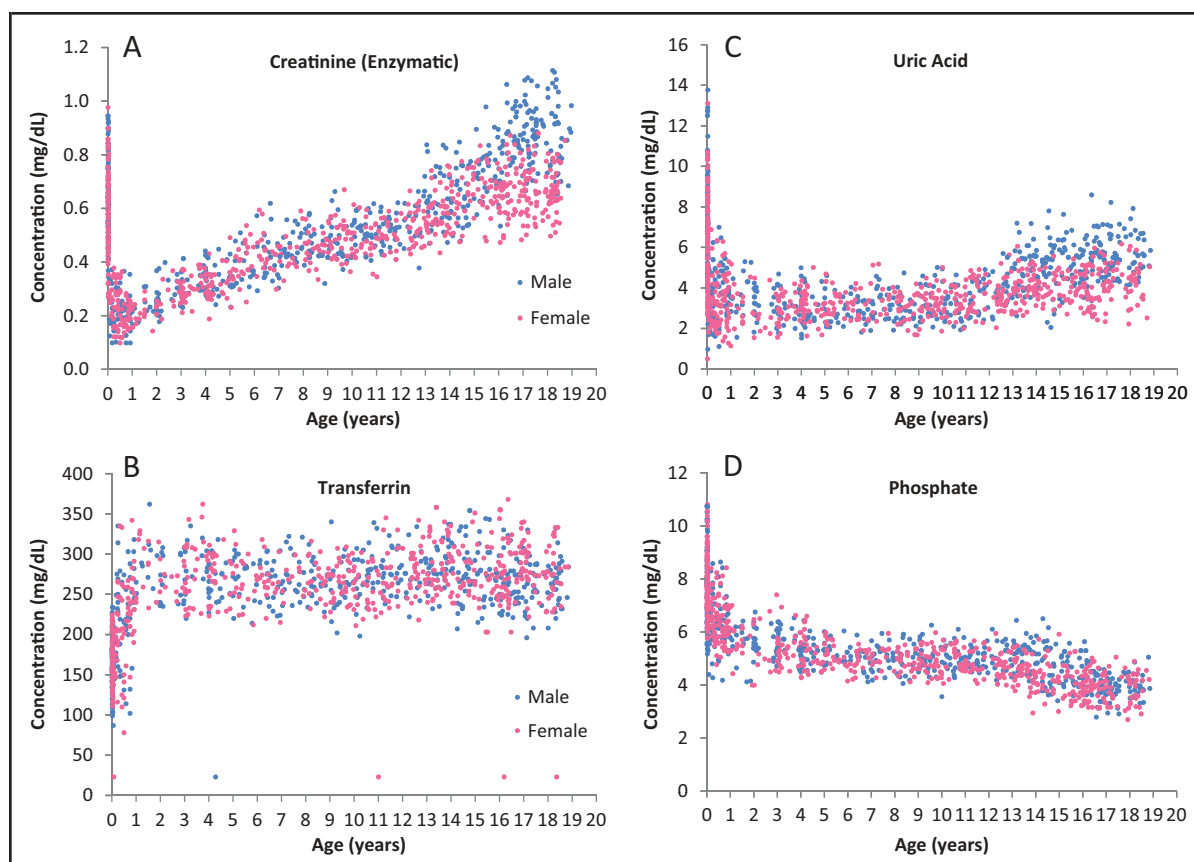 A
Creatinine (Enzymatic)
Concentration (mg/dL)
1.2
1.0
0.8
0.6
0.4
0.2
0.0
Male
Female
0 1 2 3 4 5 6 7 8 9 10 11 12 13 14 15 16 17 18 19 20
Age (years)
C
Uric Acid
Concentration (mg/dL)
16
14
12
10
8
6
4
2
0
0 1 2 3 4 5 6 7 8 9 10 11 12 13 14 15 16 17 18 19 20
Age (years)
B
Transferrin
Concentration (mg/dL)
400
350
300
250
200
150
100
50
0
Male
Female
0 1 2 3 4 5 6 7 8 9 10 11 12 13 14 15 16 17 18 19 20
Age (years)
D
Phosphate
Concentration (mg/dL)
12
10
8
6
4
2
0
0 1 2 3 4 5 6 7 8 9 10 11 12 13 14 15 16 17 18 19 20
Age (years)